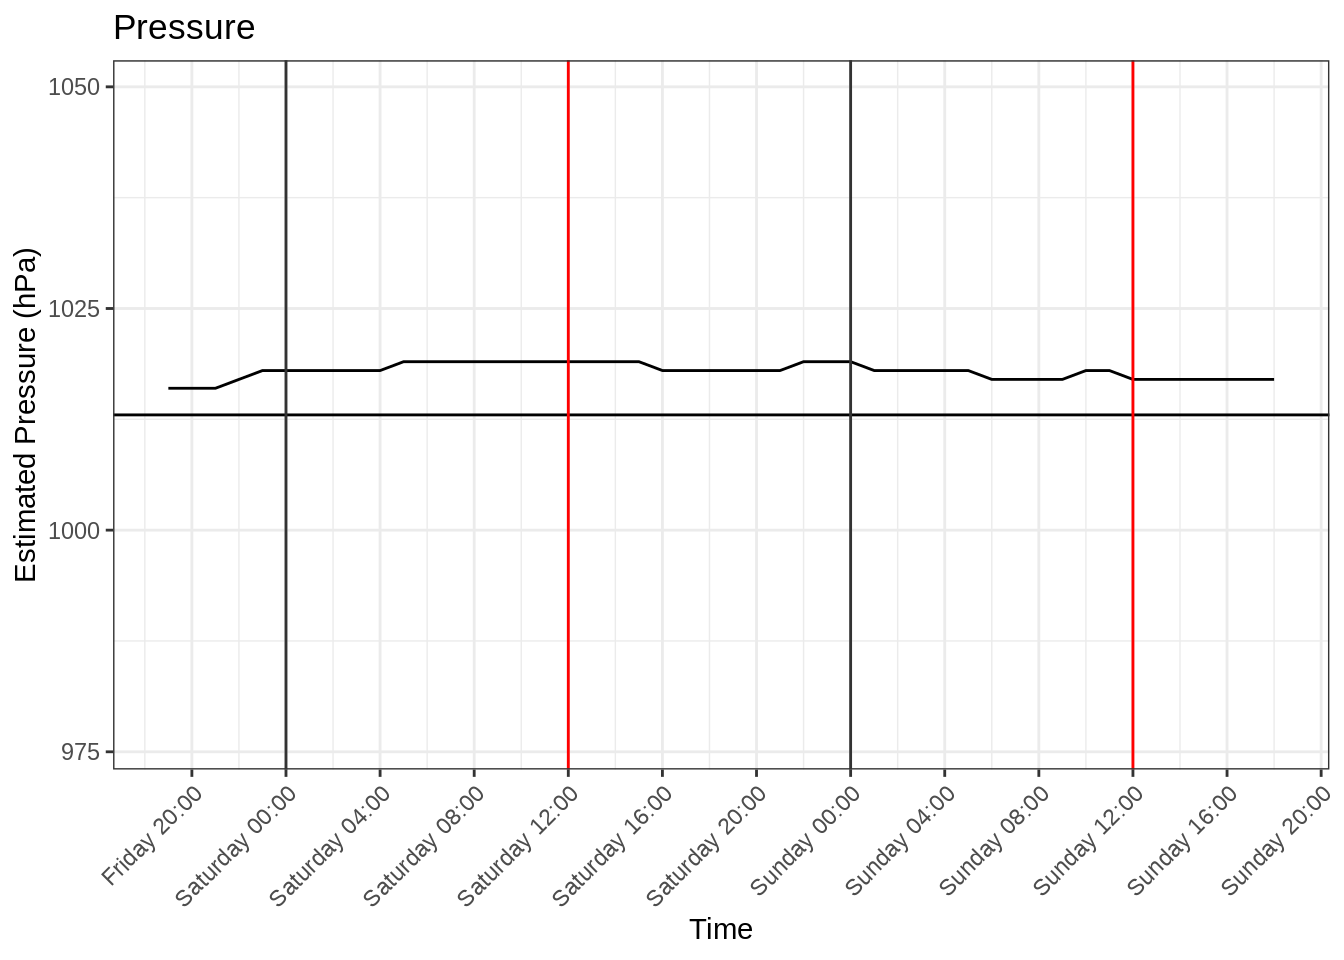 Pressure
Estimated Pressure (hPa)
1050
1025
1000
975
Friday 20:00
Saturday 00:00
Saturday 04:00
Saturday 08:00
Saturday 12:00
Saturday 16:00
Saturday 20:00
Sunday 00:00
Sunday 04:00
Sunday 08:00
Sunday 12:00
Sunday 16:00
Sunday 20:00
Time